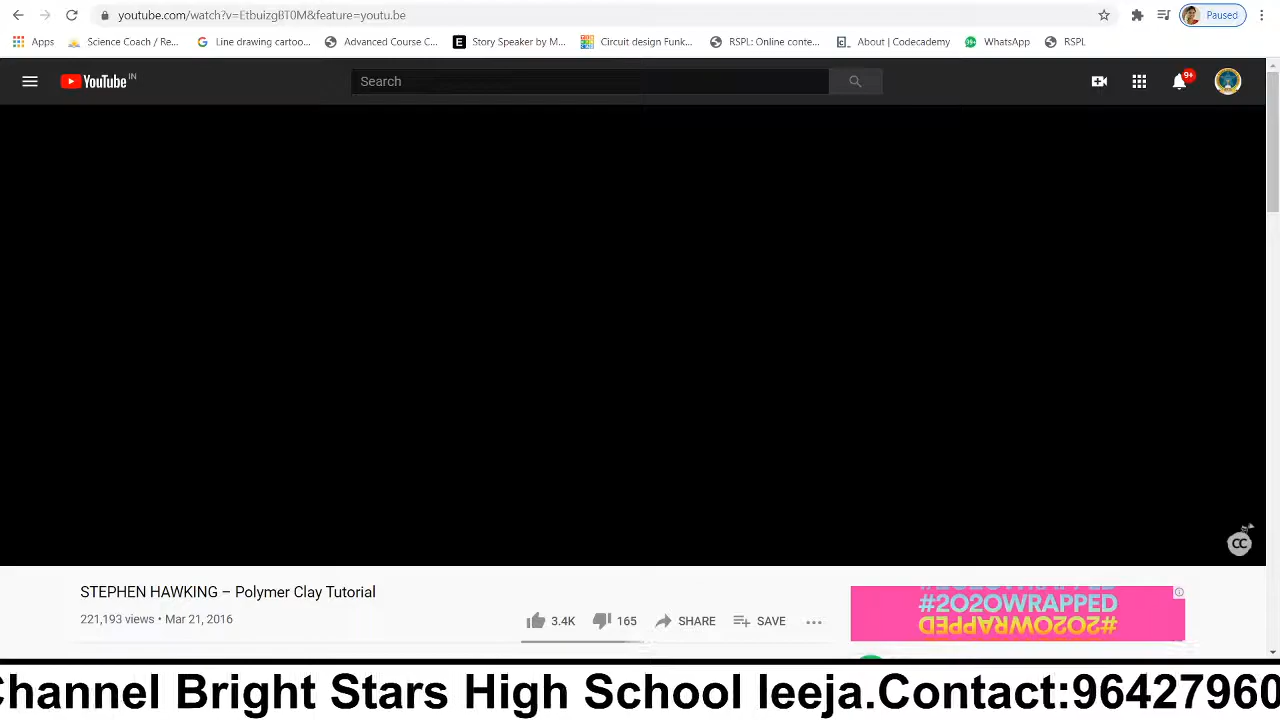 youtube.com/watch?v=EtbuizgBT0M&feature=youtu.be
Paused
Apps
Science Coach / Re...
Line drawing cartoo...
Advanced Course C...
Story Speaker by M...
Circuit design Funk...
RSPL: Online conte...
About | Codecademy
WhatsApp
RSPL
YouTube IN
Search
9+
CC
STEPHEN HAWKING – Polymer Clay Tutorial
221,193 views • Mar 21, 2016
3.4K
165
SHARE
SAVE
#2020WRAPPED
#2020WRAPPED
#2020WRAPPED
Channel Bright Stars High School leeja.Contact:96427960